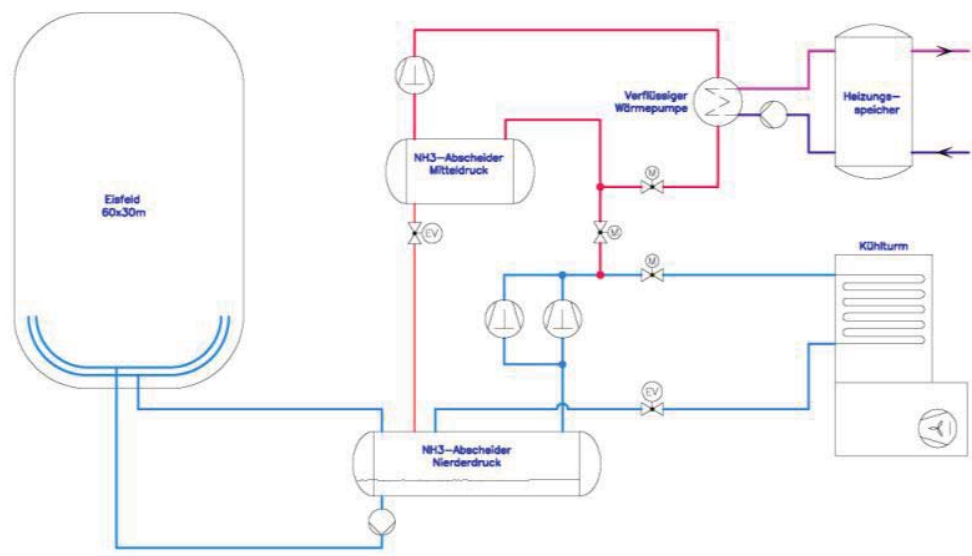 Verflüssiger
Wärmepumpe
Heizungs-
speicher
NH3-Abscheider
Mitteldruck
M
Eisfeld
60x30m
EV
M
Kühlturm
M
EV
NH3-Abscheider
Nierderdruck